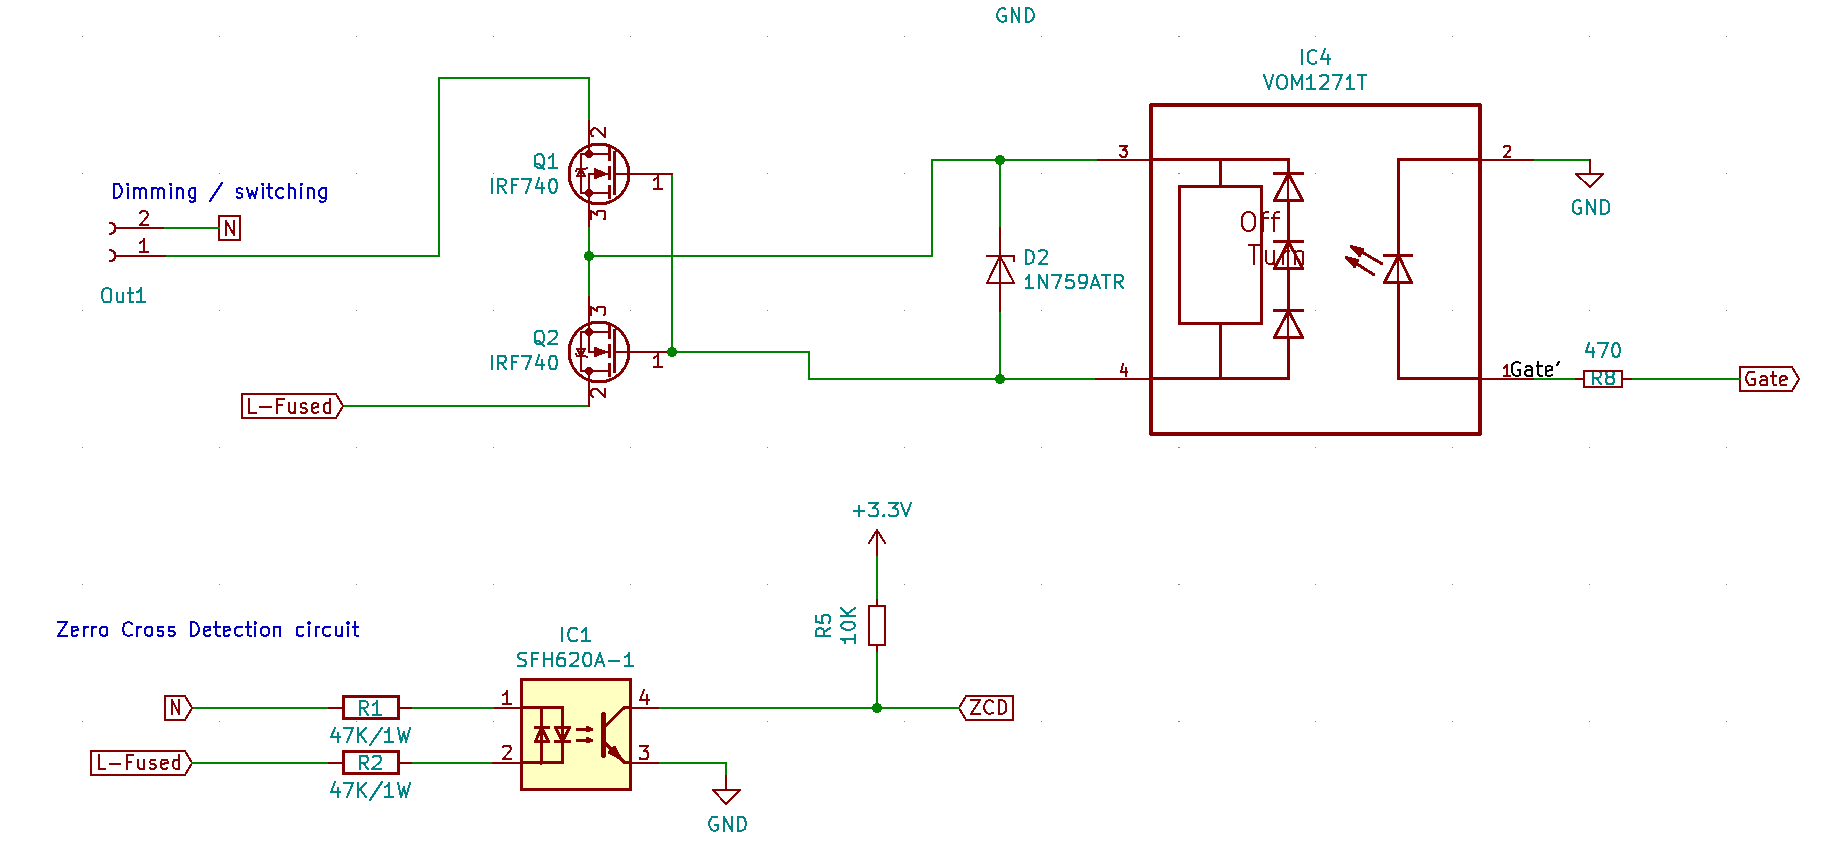 GND
IC4
VOM1271T
2
Q1
IRF740
1
3
Dimming / switching
2
N
1
Out1
3
2
GND
Off
Turn
D2
1N759ATR
3
Q2
IRF740
1
2
L-Fused
4
1
Gate'
470
R8
Gate
+3.3V
R5
10K
Zerro Cross Detection circuit
IC1
SFH620A-1
N
R1
47K/1W
1
4
ZCD
L-Fused
R2
47K/1W
2
3
GND